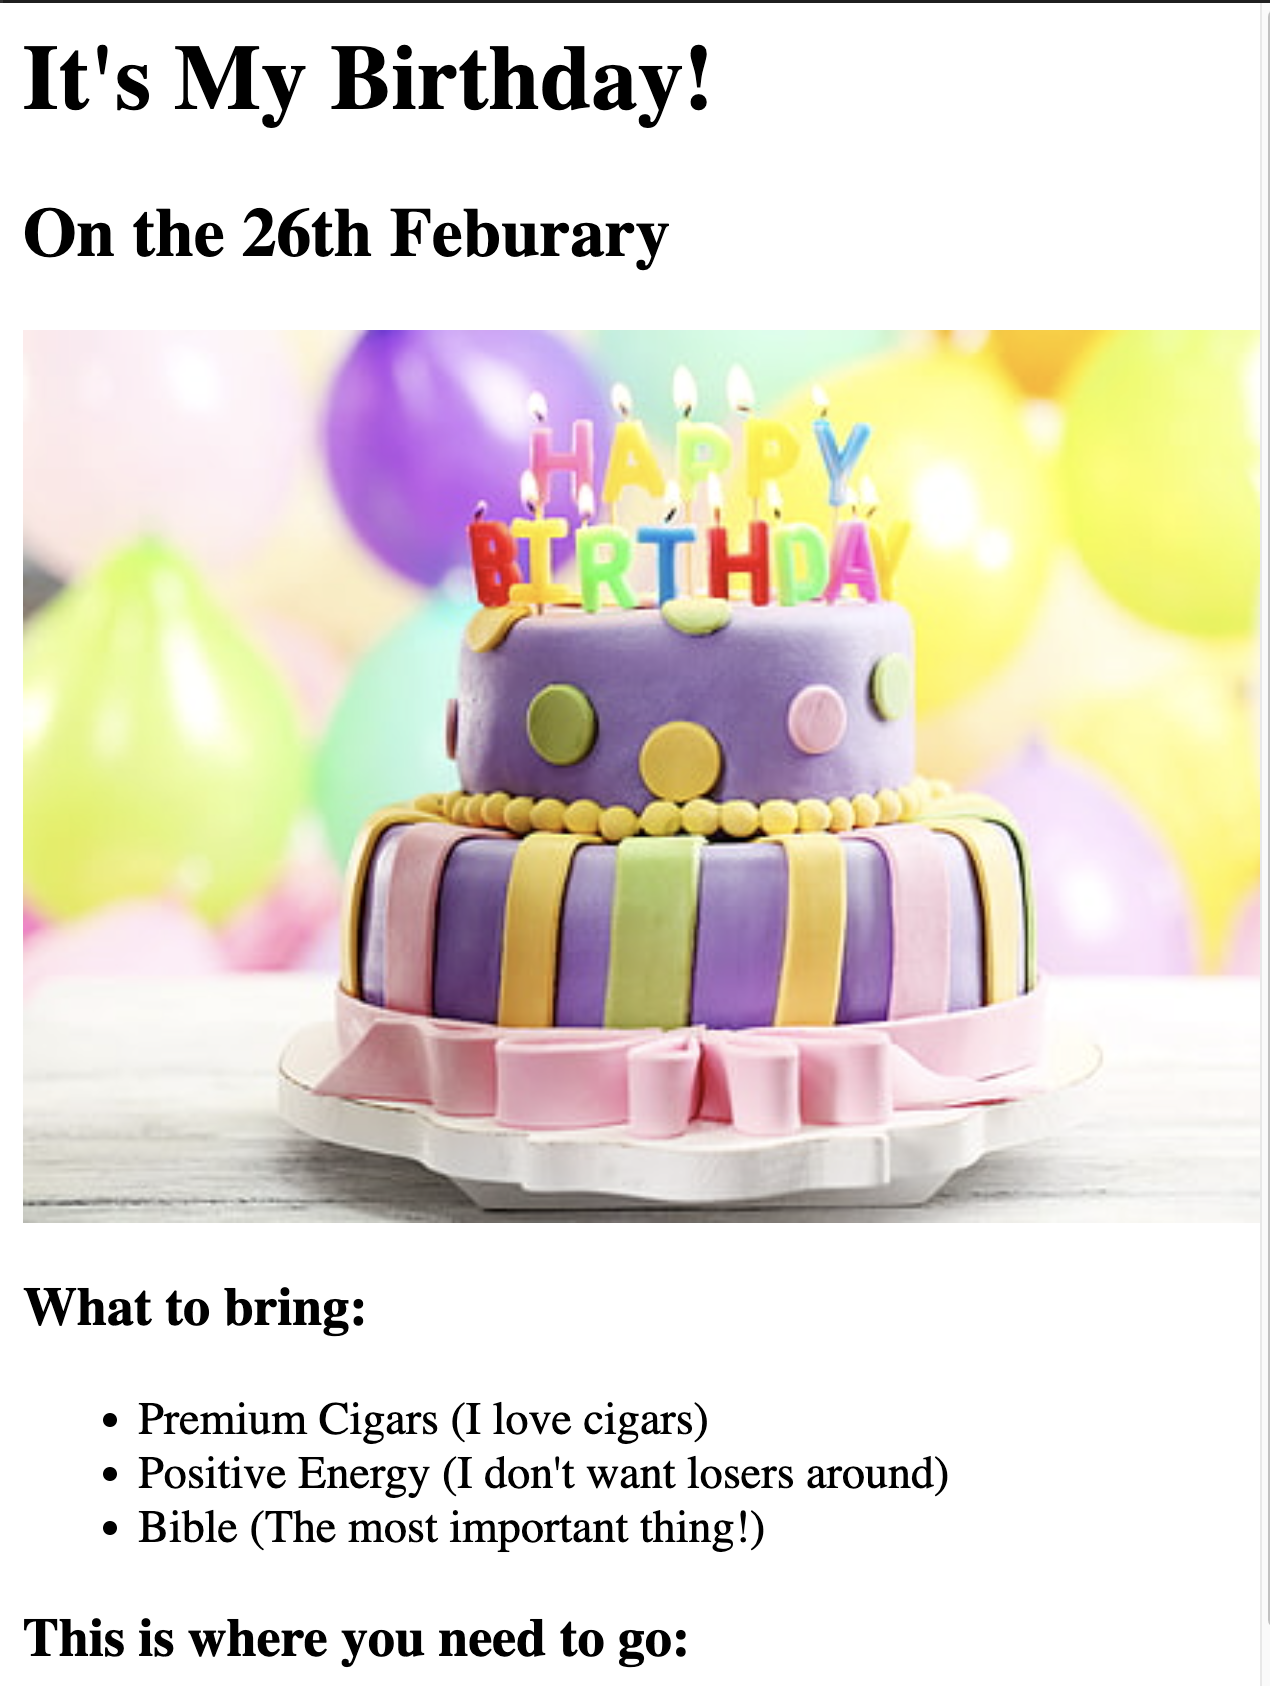 It's My Birthday!
On the 26th Feburary
HAPPY
BIRTHDAY
What to bring:
Premium Cigars (I love cigars)
Positive Energy (I don't want losers around)
Bible (The most important thing!)
This is where you need to go: